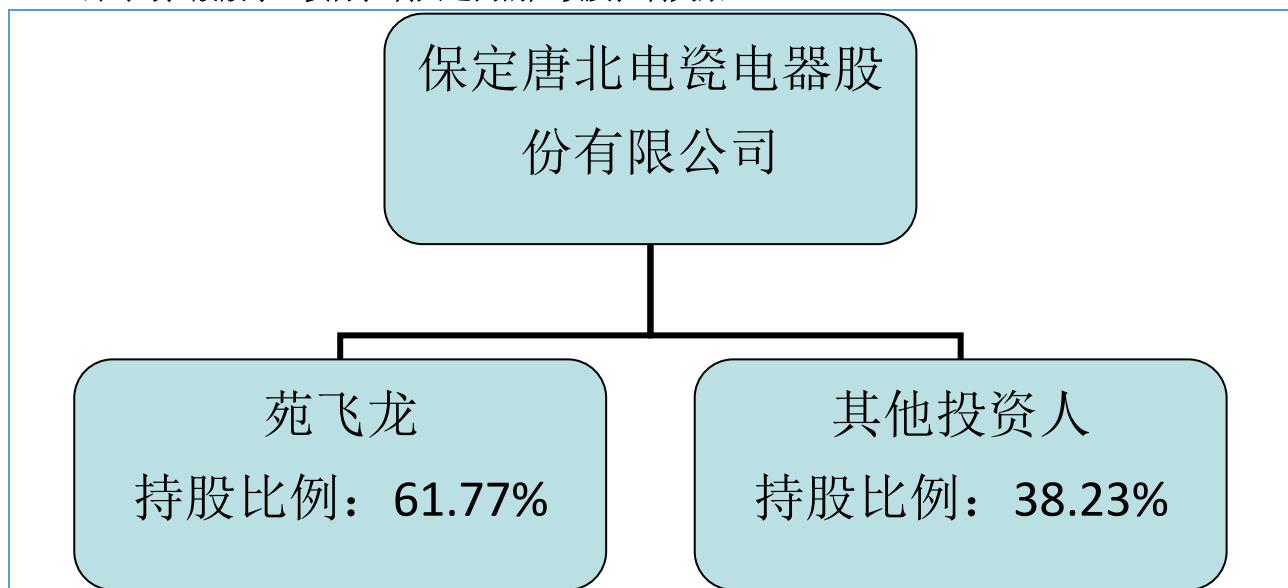 保定唐北电瓷电器股
份有限公司
苑飞龙
持股比例：61.77%
其他投资人
持股比例：38.23%